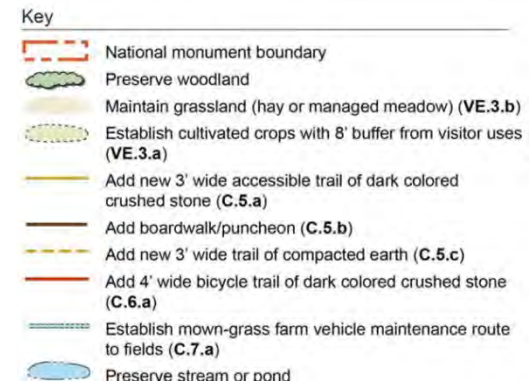 Key
National monument boundary
Preserve woodland
Maintain grassland (hay or managed meadow) (VE.3.b)
Establish cultivated crops with 8' buffer from visitor uses
(VE.3.a)
Add new 3' wide accessible trail of dark colored
crushed stone (C.5.a)
Add boardwalk/puncheon (C.5.b)
Add new 3' wide trail of compacted earth (C.5.c)
Add 4' wide bicycle trail of dark colored crushed stone
(C.6.a)
Establish mown-grass farm vehicle maintenance route
to fields (C.7.a)
Preserve stream or pond